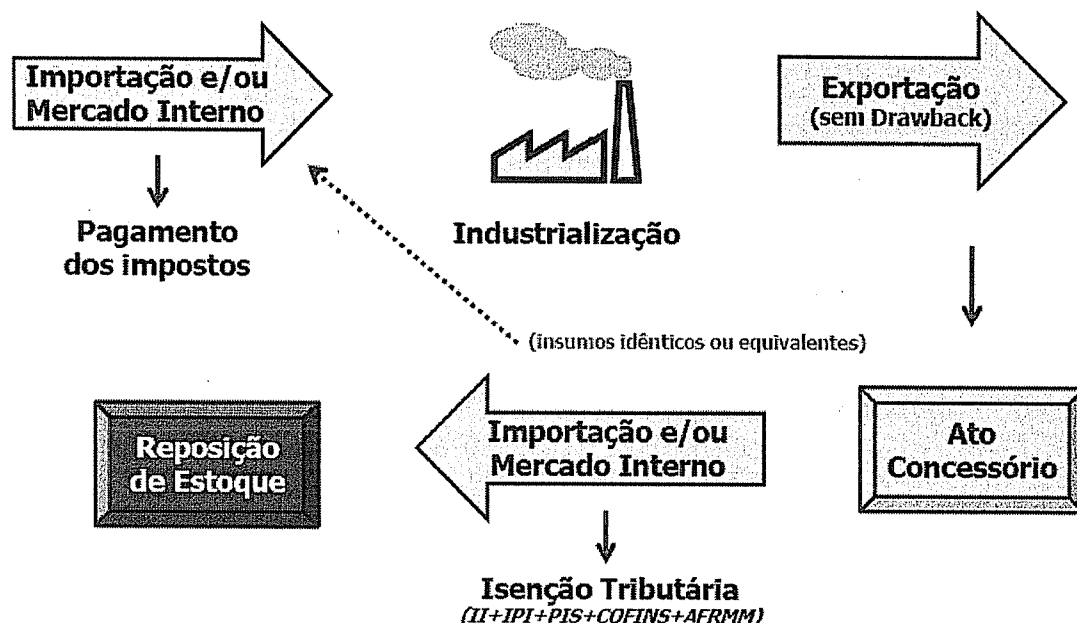 Importação e/ou
Mercado Interno
Exportação
(sem Drawback)
Pagamento
dos impostos
Industrialização
(insumos idênticos ou equivalentes)
Reposição
de Estoque
Importação e/ou
Mercado Interno
Ato
Concessório
Isenção Tributária
(II+IPI+PIS+COFINS+AFRMM)